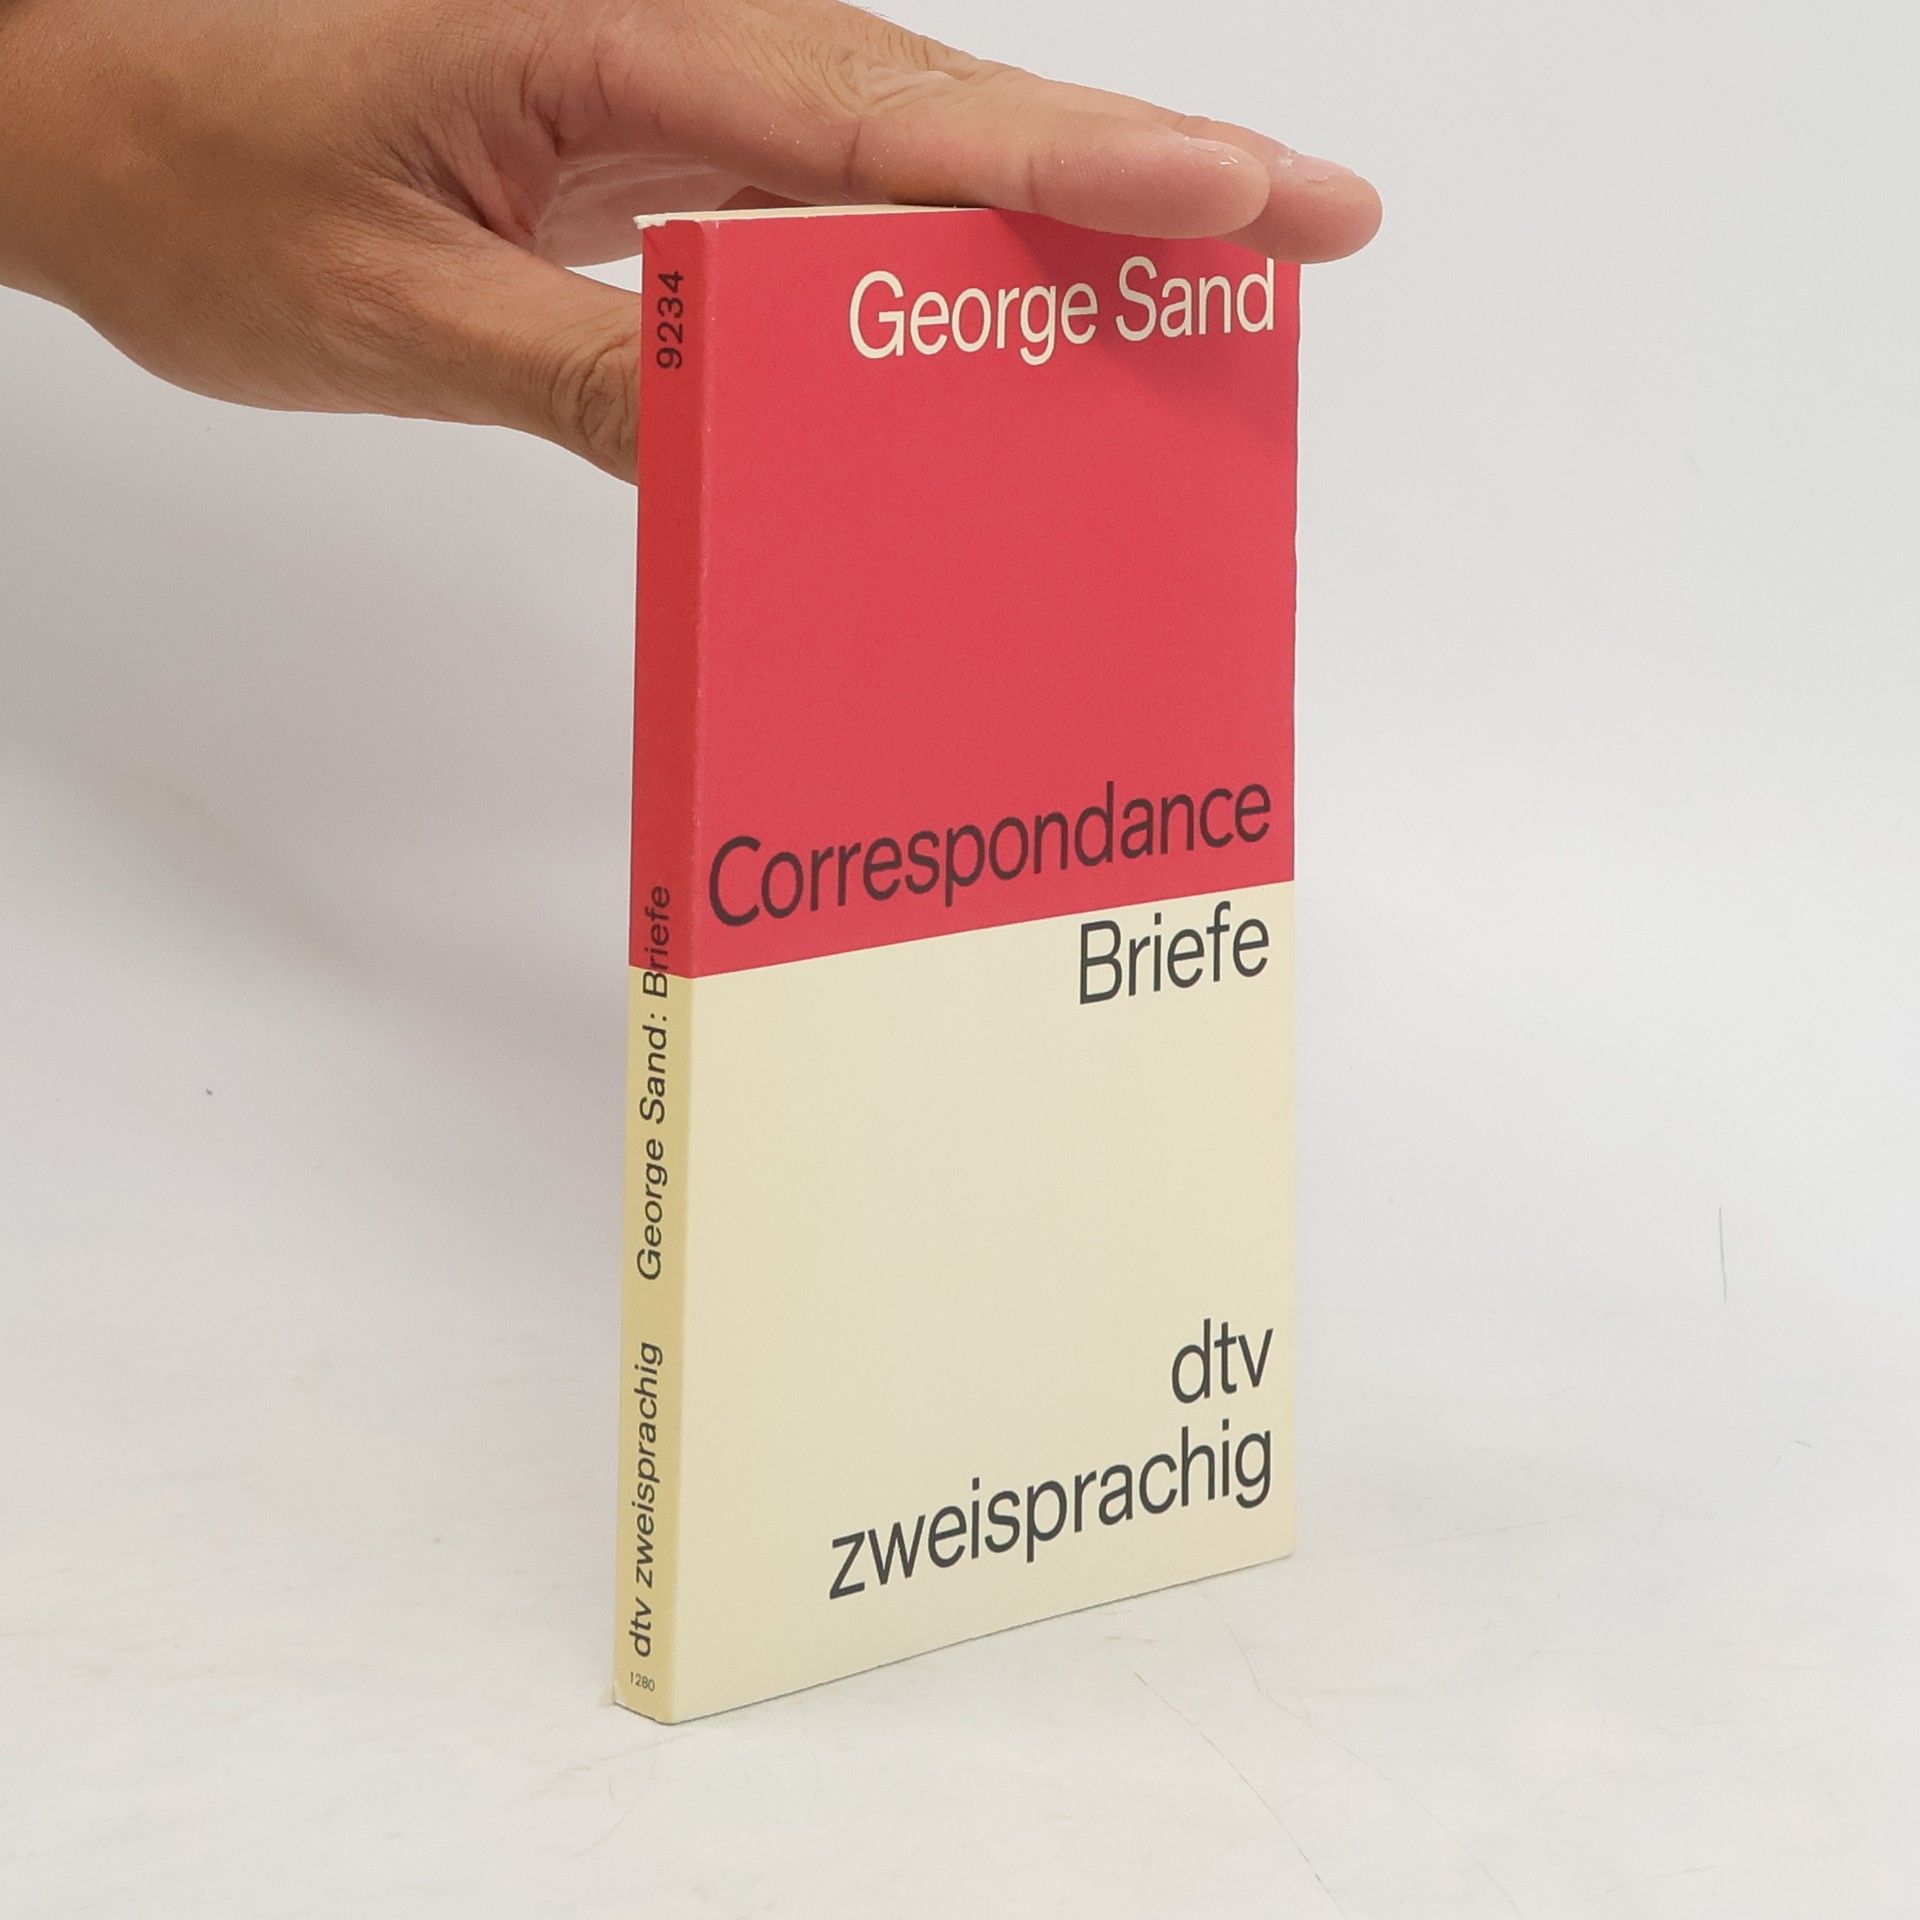 George Sand
Correspondance
Briefe
dtv
zweisprachig
9234
George Sand: Briefe
dtv zweisprachig
1280